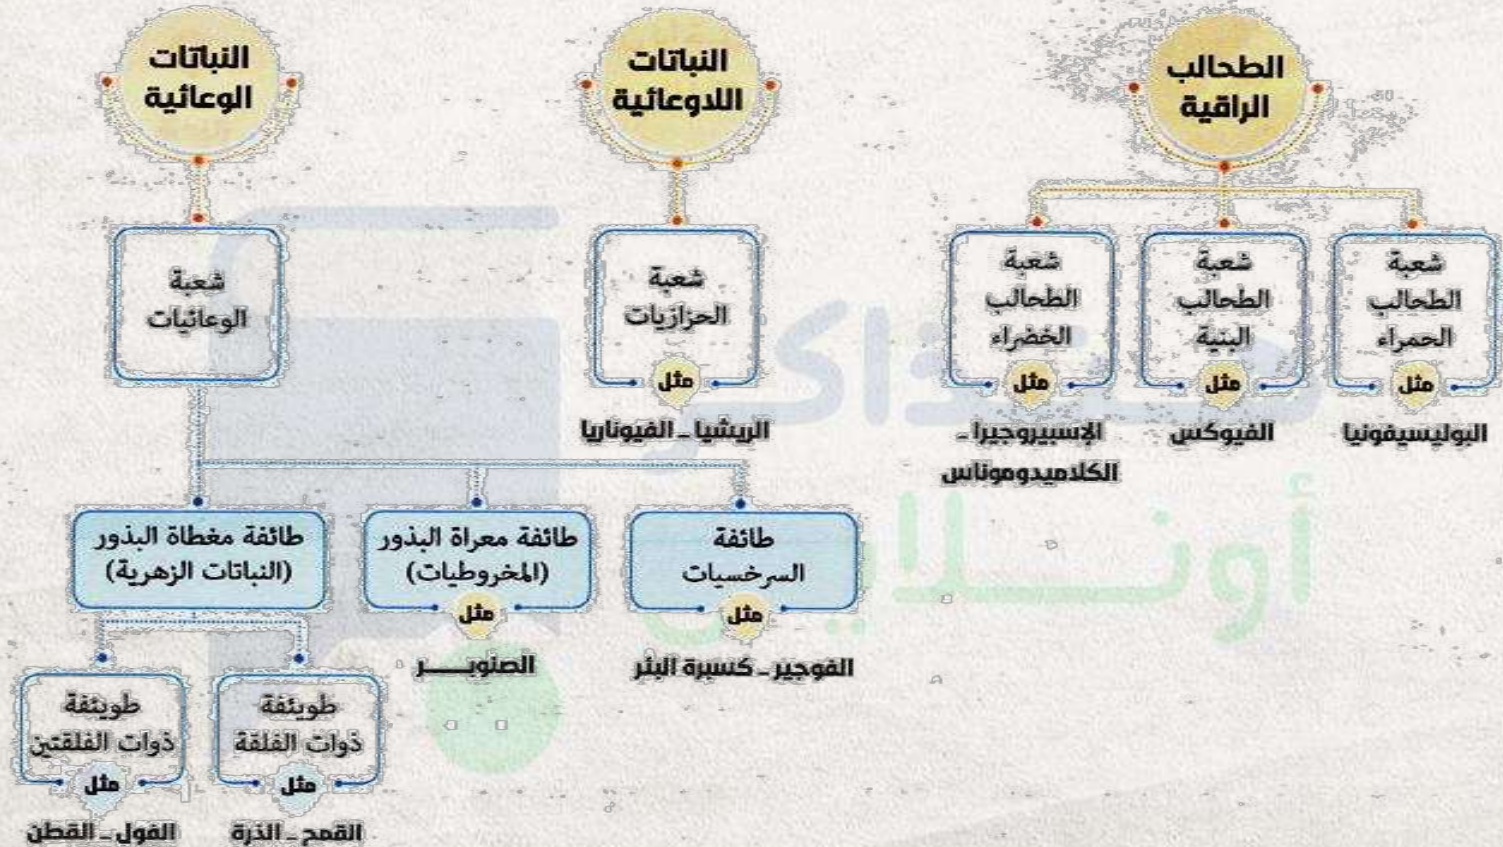 الطحالب
الراقية
شعبة
الطحالب
الحمراء
مثل
البوليسيفونيا
شعبة
الطحالب
البنية
مثل
الفيوكس
شعبة
الطحالب
الخضراء
مثل
الإسبيروجيرا -
الكلاميدوموناس
النباتات
اللاوعائية
شعبة
الحزازيات
مثل
الريشيا - الفيوناريا
النباتات
الوعائية
شعبة
الوعائيات
طائفة
السرخسيات
مثل
الفوجير - كسبرة البئر
طائفة معراة البذور
(المخروطيات)
مثل
الصنوبـــر
طائفة مغطاة البذور
(النباتات الزهرية)
طويئفة
ذوات الفلقة
مثل
القمح - الذرة
طويئفة
ذوات الفلقتين
مثل
الفول - القطن
أونـــلاين